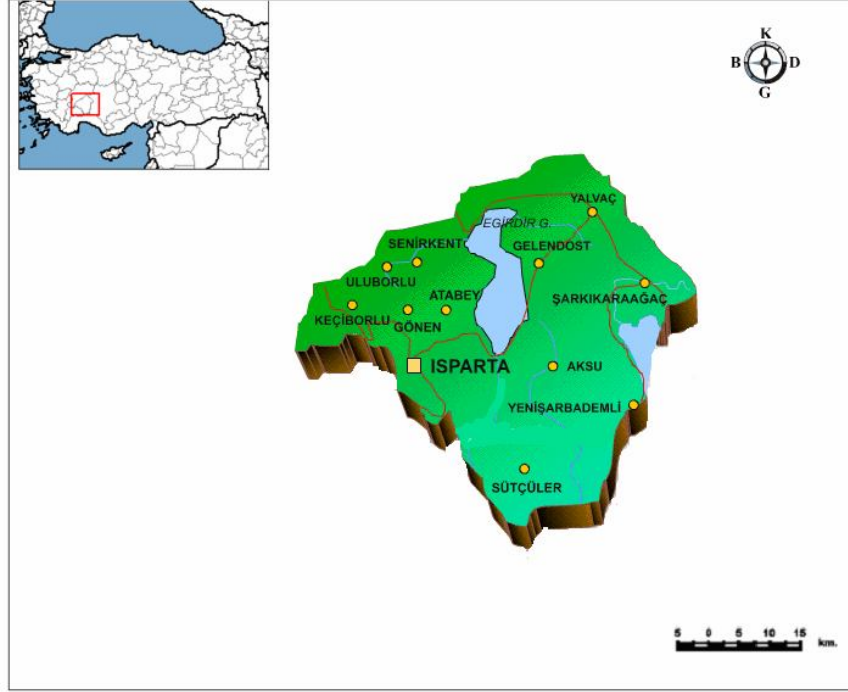 K
B D
G
YALVAÇ
EGİRDİR G.
SENİRKENT
GELENDOST
ULUBORLU
ŞARKIKARAAĞAÇ
ATABEY
KEÇİBORLU
GÖNEN
ISPARTA
AKSU
YENİŞARBADEMLİ
SÜTÇÜLER
5 0 5 10 15
km.